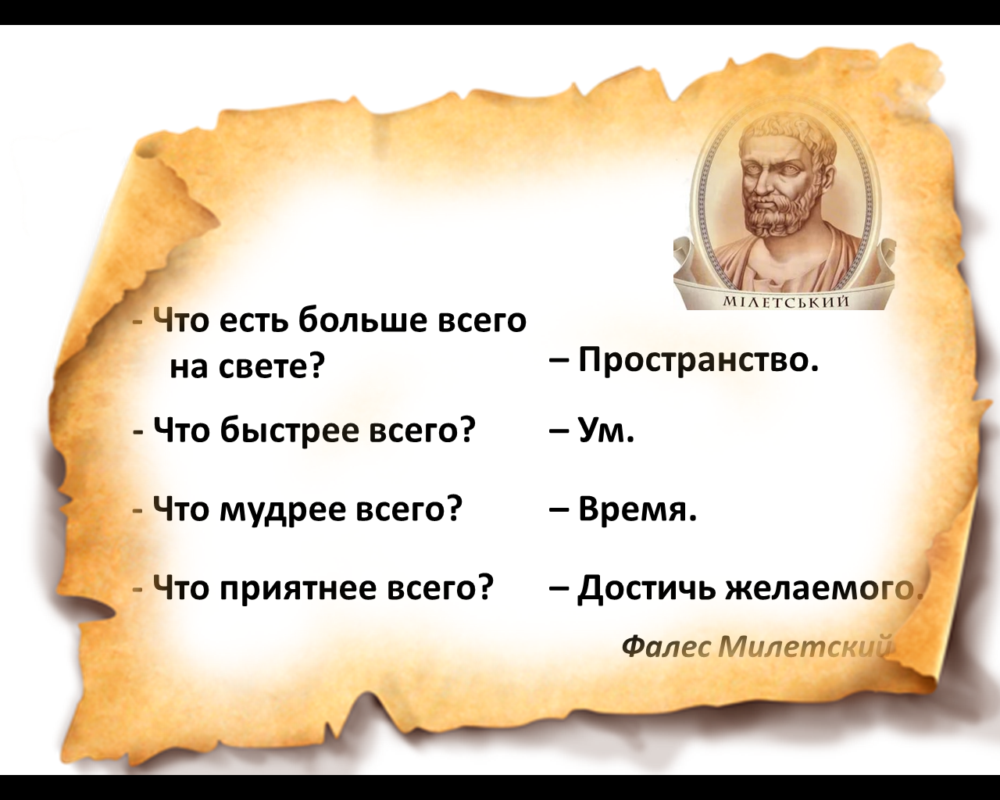 МІЛЕТСЬКИЙ
- Что есть больше всего
на свете?
– Пространство.
- Что быстрее всего?
– Ум.
- Что мудрее всего?
– Время.
- Что приятнее всего?
– Достичь желаемого.
Фалес Милетский